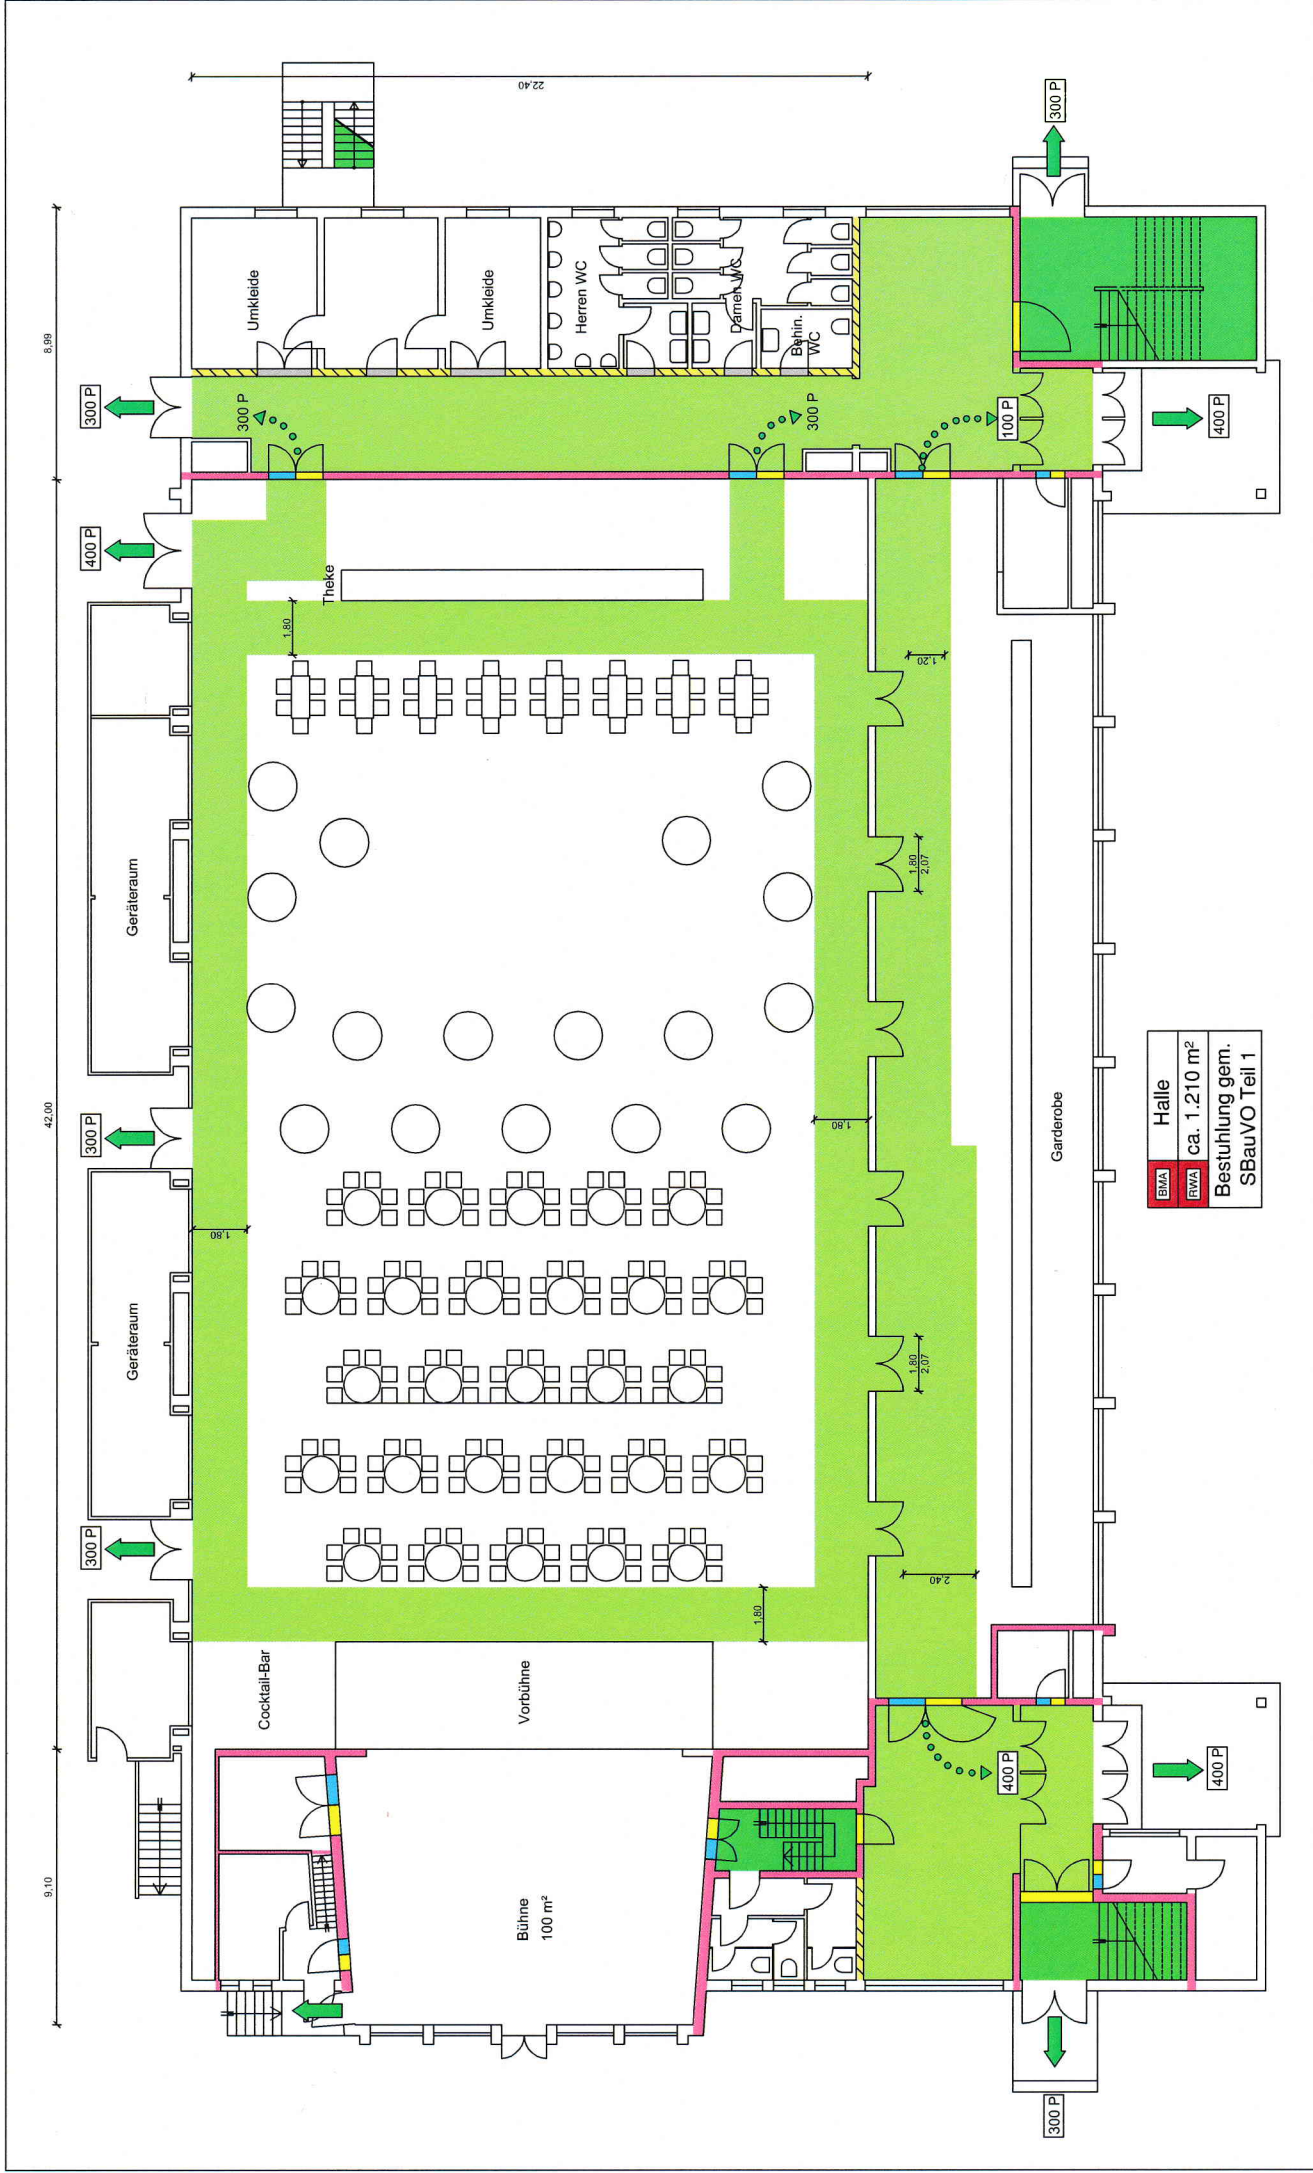 22,40
8,99
42,00
9,10
300 P
400 P
300 P
300 P
Umkleide
Umkleide
Herren WC
Damen WC
Behin.
WC
300 P
300 P
100 P
300 P
400 P
Theke
1,80
1,20
Geräteraum
Geräteraum
1,80
2,07
1,80
1,80
1,80
2,07
2,40
1,80
Garderobe
BMA
Halle
RWA
ca. 1.210 m²
Bestuhlung gem.
SBauVO Teil 1
Cocktail-Bar
Vorbühne
Bühne
100 m²
400 P
400 P
300 P